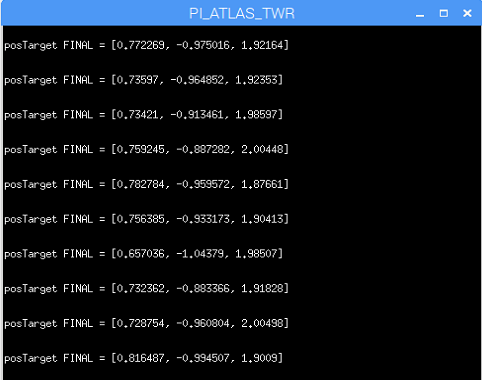 PI_ATLAS_TWR
posTarget FINAL = [0.772269, -0.975016, 1.92164]
posTarget FINAL = [0.73597, -0.964852, 1.92353]
posTarget FINAL = [0.73421, -0.913461, 1.98597]
posTarget FINAL = [0.759245, -0.887282, 2.00448]
posTarget FINAL = [0.782784, -0.959572, 1.87661]
posTarget FINAL = [0.756385, -0.933173, 1.90413]
posTarget FINAL = [0.657036, -1.04379, 1.98507]
posTarget FINAL = [0.732362, -0.883366, 1.91828]
posTarget FINAL = [0.728754, -0.960804, 2.00498]
posTarget FINAL = [0.816487, -0.994507, 1.9009]